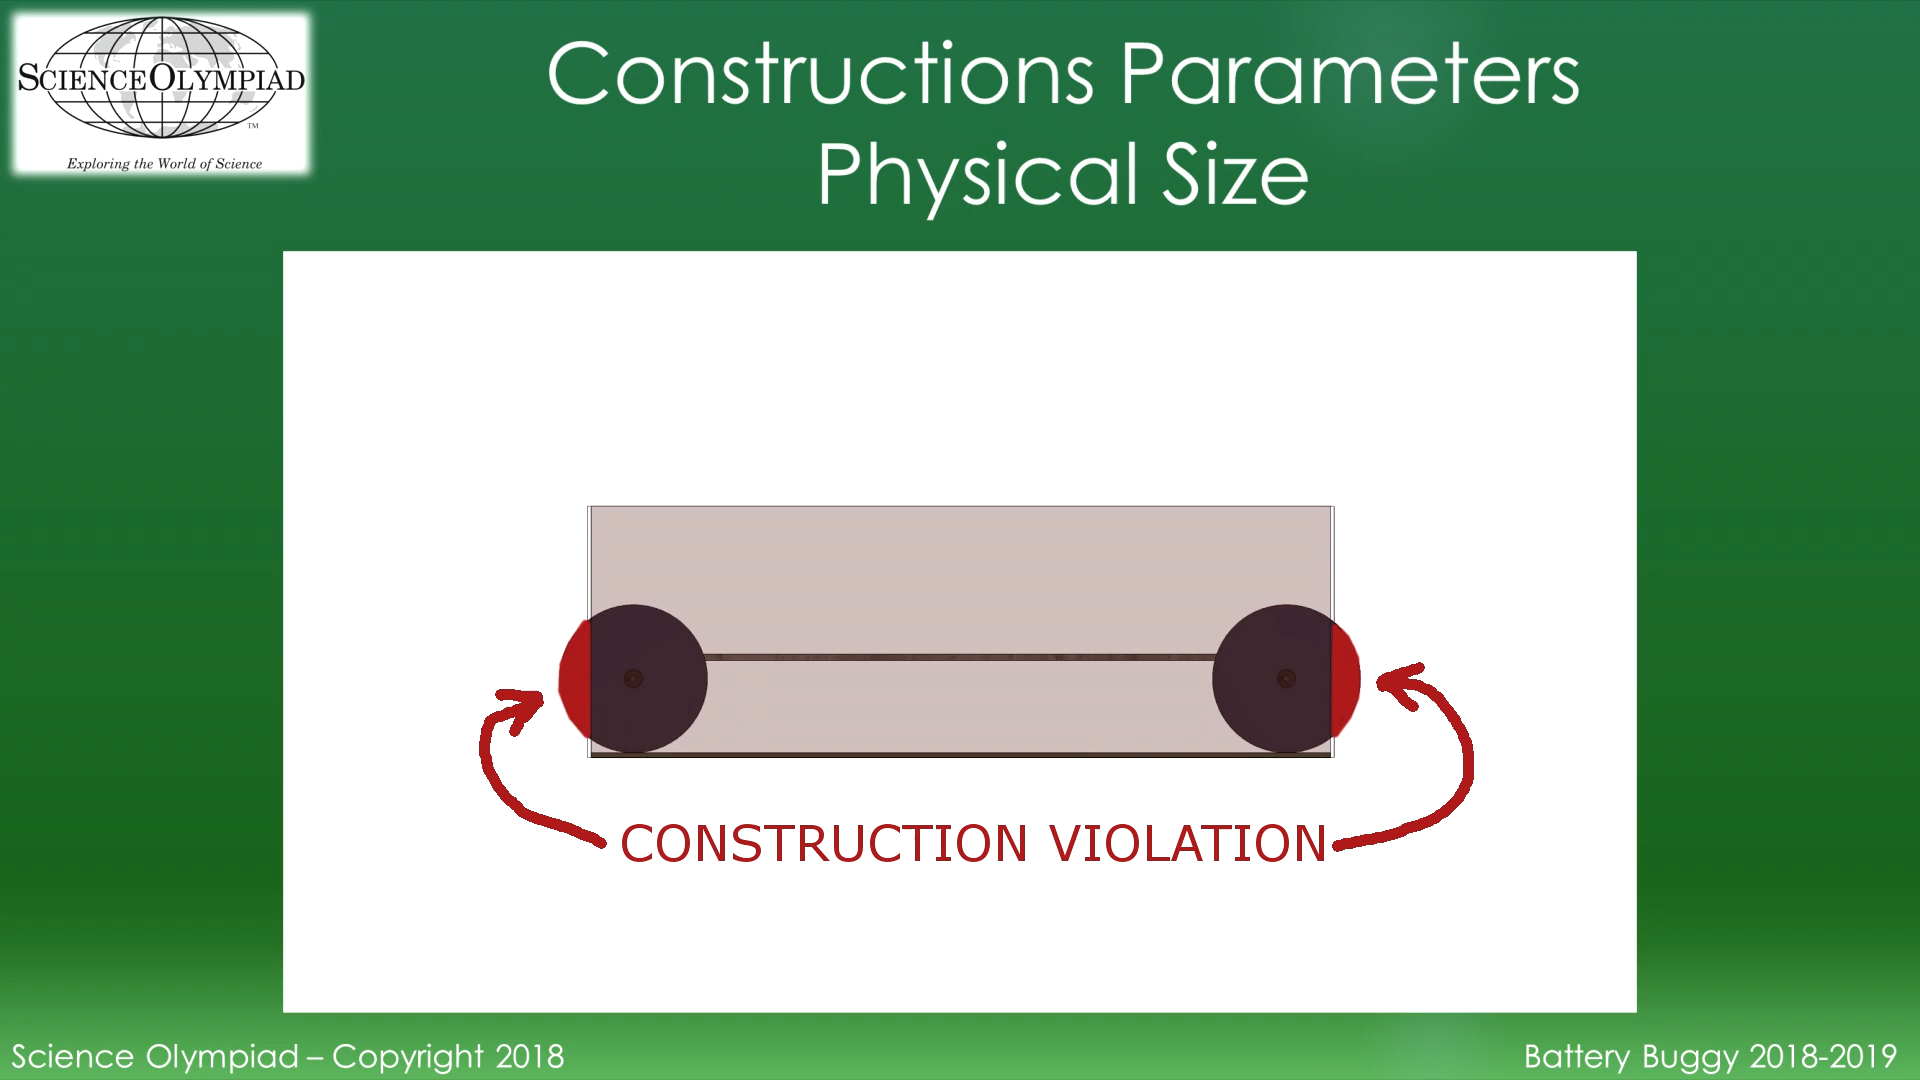 SCIENCE OLYMPIAD
TM
Exploring the World of Science
Constructions Parameters
Physical Size
CONSTRUCTION VIOLATION
Science Olympiad – Copyright 2018
Battery Buggy 2018-2019